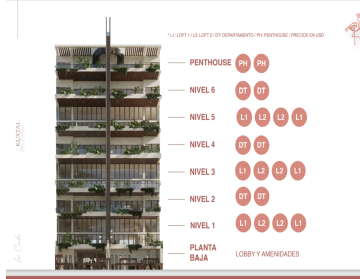 * L1: LOFT 1 / L2: LOFT 2 / DT: DEPARTAMENTO / PH: PENTHOUSE / PRECIOS EN USD
PENTHOUSE PH PH
NIVEL 6 DT DT
NIVEL 5 L1 L2 L2 L1
NIVEL 4 DT DT
NIVEL 3 L1 L2 L2 L1
NIVEL 2 DT DT
NIVEL 1 L1 L2 L2 L1
PLANTA
BAJA LOBBY Y AMENIDADES
KUXTAL